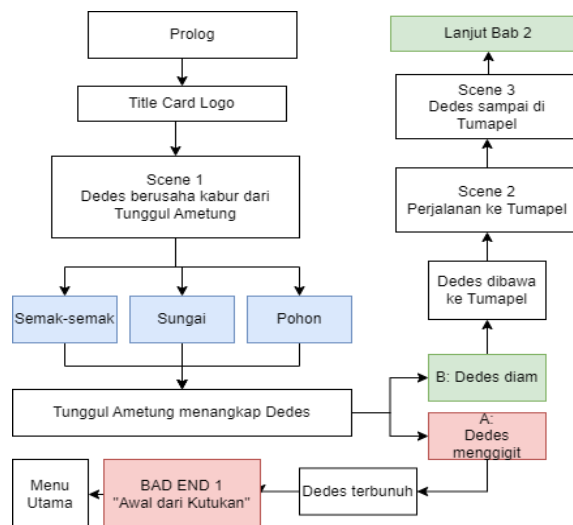 Prolog
Title Card Logo
Scene 1
Dedes berusaha kabur dari
Tunggul Ametung
Semak-semak
Sungai
Pohon
Tunggul Ametung menangkap Dedes
B: Dedes diam
A:
Dedes
menggigit
Dedes dibawa
ke Tumapel
Scene 2
Perjalanan ke Tumapel
Scene 3
Dedes sampai di
Tumapel
Lanjut Bab 2
Dedes terbunuh
BAD END 1
"Awal dari Kutukan"
Menu
Utama